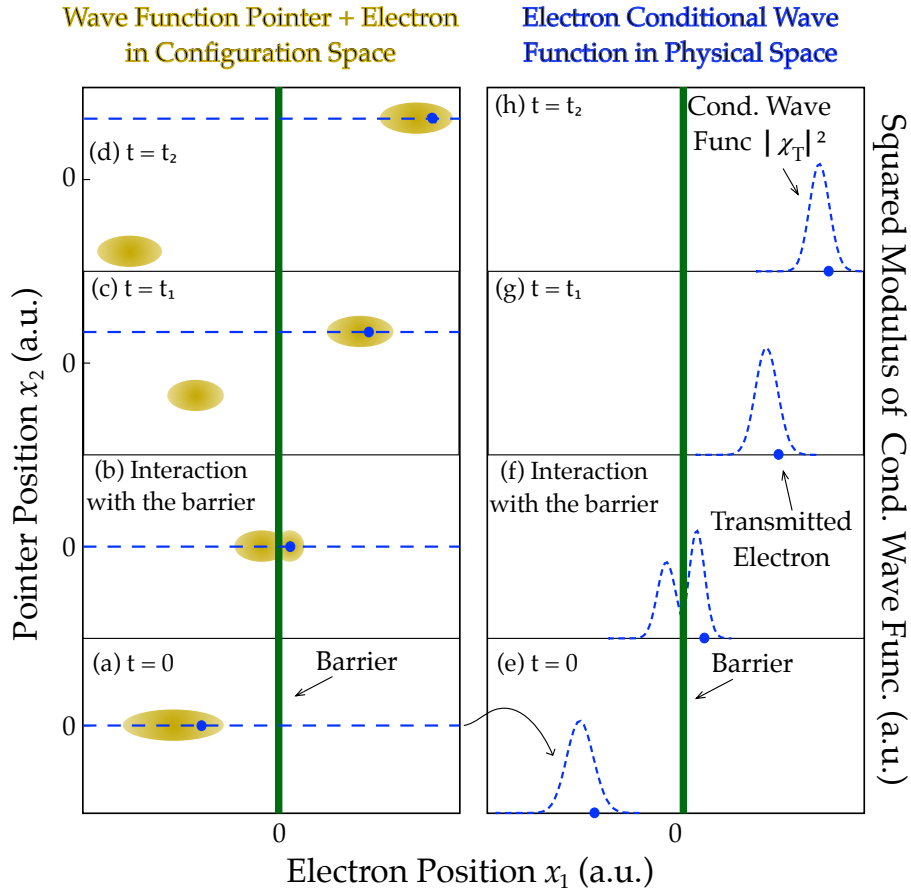 Wave Function Pointer + Electron
in Configuration Space
Electron Conditional Wave
Function in Physical Space
(d) t = t₂
0
(c) t = t₁
0
(b) Interaction
with the barrier
0
(a) t = 0
Barrier
0
0
Pointer Position x₂ (a.u.)
(h) t = t₂
Cond. Wave
Func |χ_T|²
(g) t = t₁
Transmitted
Electron
(f) Interaction
with the barrier
(e) t = 0
Barrier
0
Squared Modulus of Cond. Wave Func. (a.u.)
Electron Position x₁ (a.u.)